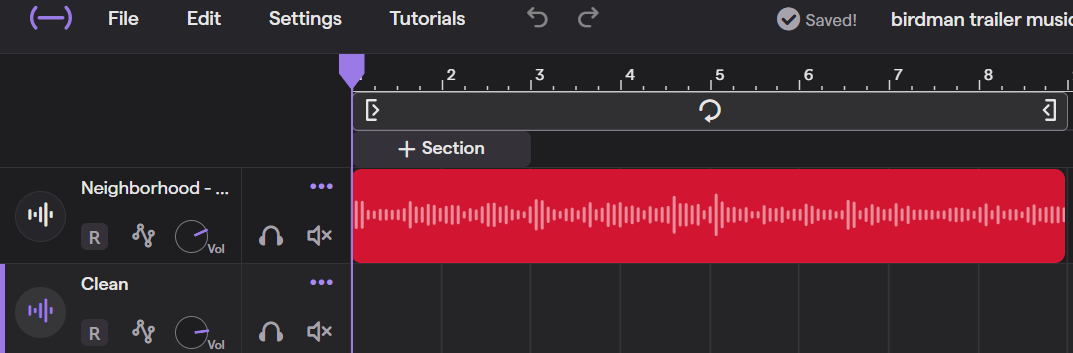 File Edit Settings Tutorials Saved! birdman trailer music
2 3 4 5 6 7 8
+ Section
Neighborhood - ...
R Vol
Clean
R Vol